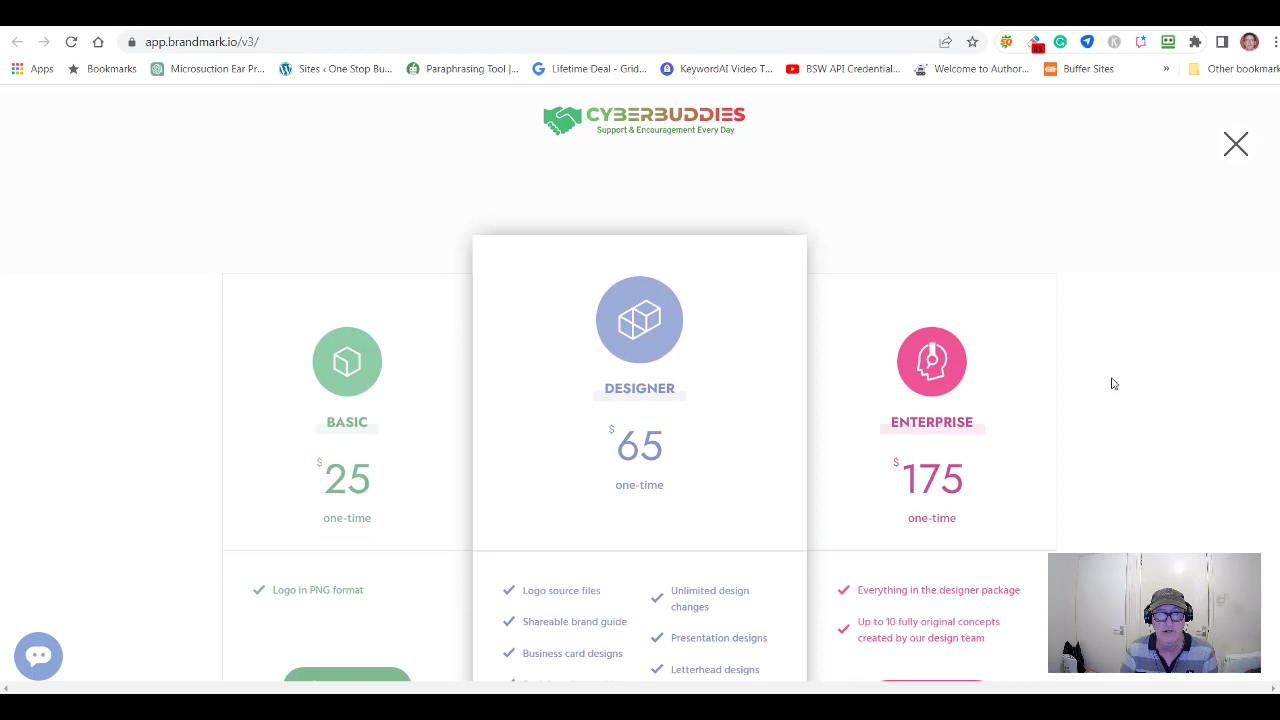 app.brandmark.io/v3/
Apps
Bookmarks
Microsuction Ear Pr...
Sites ‹ One Stop Bu...
Paraphrasing Tool |...
Lifetime Deal - Grid...
KeywordAI Video T...
BSW API Credential...
Welcome to Author...
Buffer Sites
»
Other bookmark
CYBERBUDDIES
Support & Encouragement Every Day
BASIC
$25
one-time
Logo in PNG format
DESIGNER
$65
one-time
Logo source files
Shareable brand guide
Business card designs
Unlimited design
changes
Presentation designs
Letterhead designs
ENTERPRISE
$175
one-time
Everything in the designer package
Up to 10 fully original concepts
created by our design team